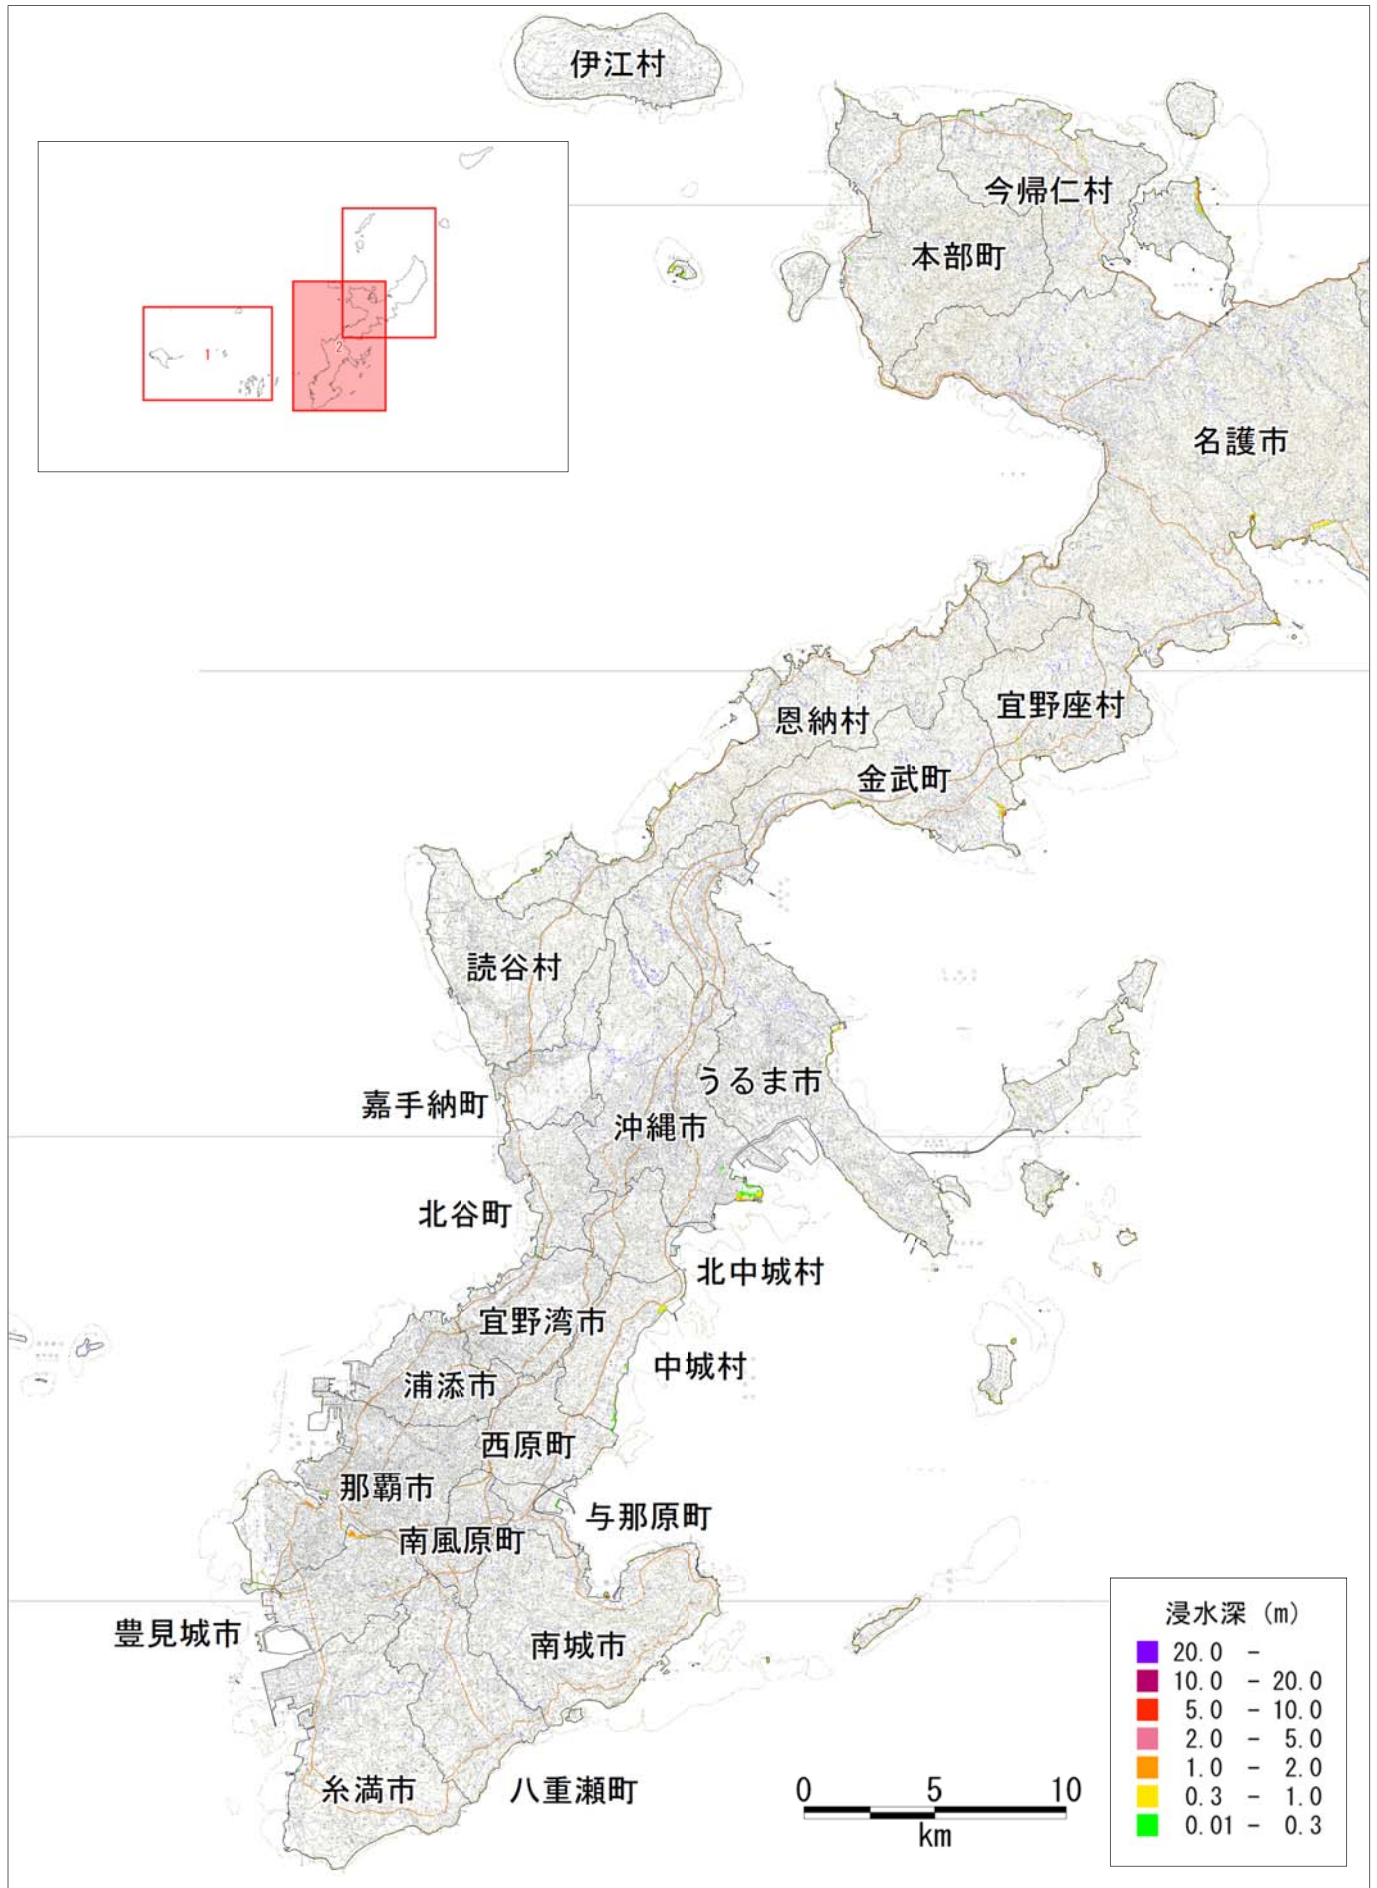 伊江村
今帰仁村
本部町
1
2
名護市
宜野座村
恩納村
金武町
読谷村
うるま市
嘉手納町
沖縄市
北谷町
北中城村
宜野湾市
中城村
浦添市
西原町
那覇市
与那原町
南風原町
豊見城市
南城市
糸満市
八重瀬町
0 5 10
km
浸水深 (m)
20.0 -
10.0 - 20.0
5.0 - 10.0
2.0 - 5.0
1.0 - 2.0
0.3 - 1.0
0.01 - 0.3